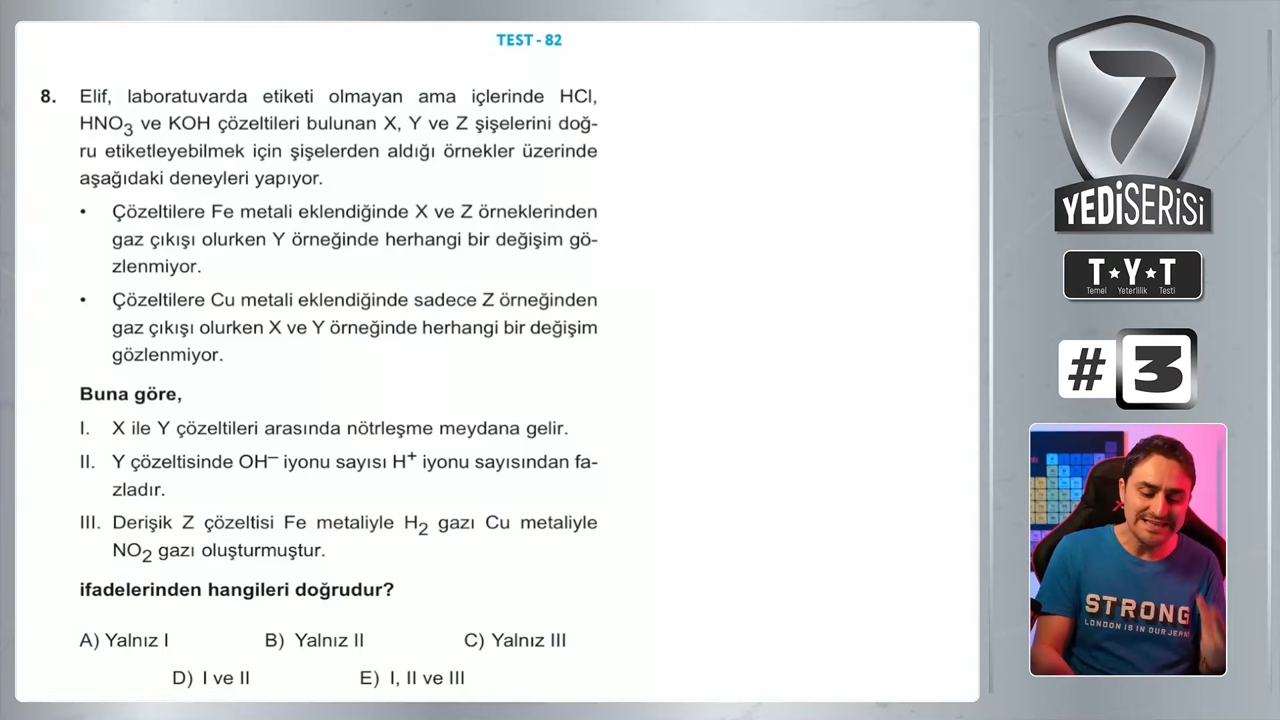 TEST - 82
8. Elif, laboratuvarda etiketi olmayan ama içlerinde HCl,
HNO₃ ve KOH çözeltileri bulunan X, Y ve Z şişelerini doğ-
ru etiketleyebilmek için şişelerden aldığı örnekler üzerinde
aşağıdaki deneyleri yapıyor.
• Çözeltilere Fe metali eklendiğinde X ve Z örneklerinden
gaz çıkışı olurken Y örneğinde herhangi bir değişim gö-
zlenmiyor.
• Çözeltilere Cu metali eklendiğinde sadece Z örneğinden
gaz çıkışı olurken X ve Y örneğinde herhangi bir değişim
gözlenmiyor.
Buna göre,
I. X ile Y çözeltileri arasında nötrleşme meydana gelir.
II. Y çözeltisinde OH⁻ iyonu sayısı H⁺ iyonu sayısından fa-
zladır.
III. Derişik Z çözeltisi Fe metaliyle H₂ gazı Cu metaliyle
NO₂ gazı oluşturmuştur.
ifadelerinden hangileri doğrudur?
A) Yalnız I B) Yalnız II C) Yalnız III
D) I ve II E) I, II ve III
7
YEDİSERİSİ
T★Y★T
Temel Yeterlilik Testi
#3
STRONG
LONDON IS IN OUR JEANS